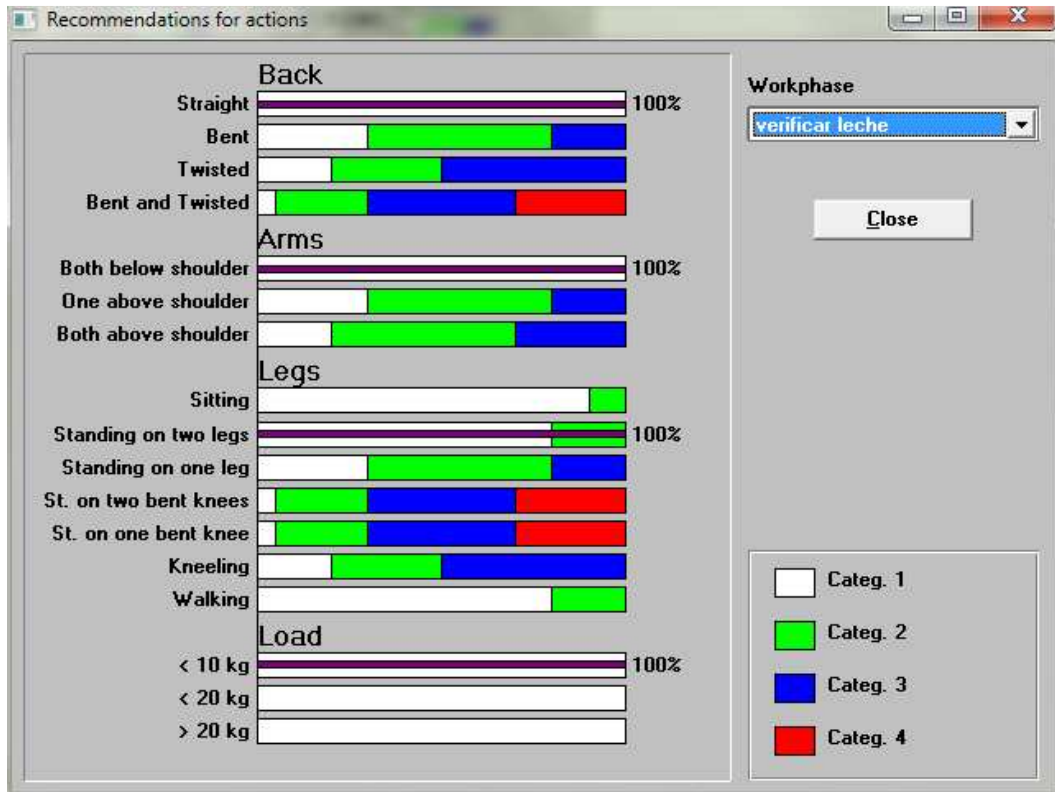 Recommendations for actions
Back
Straight 100%
Bent
Twisted
Bent and Twisted
Arms
Both below shoulder 100%
One above shoulder
Both above shoulder
Legs
Sitting
Standing on two legs 100%
Standing on one leg
St. on two bent knees
St. on one bent knee
Kneeling
Walking
Load
< 10 kg 100%
< 20 kg
> 20 kg
Workphase
verificar leche
Close
Categ. 1
Categ. 2
Categ. 3
Categ. 4